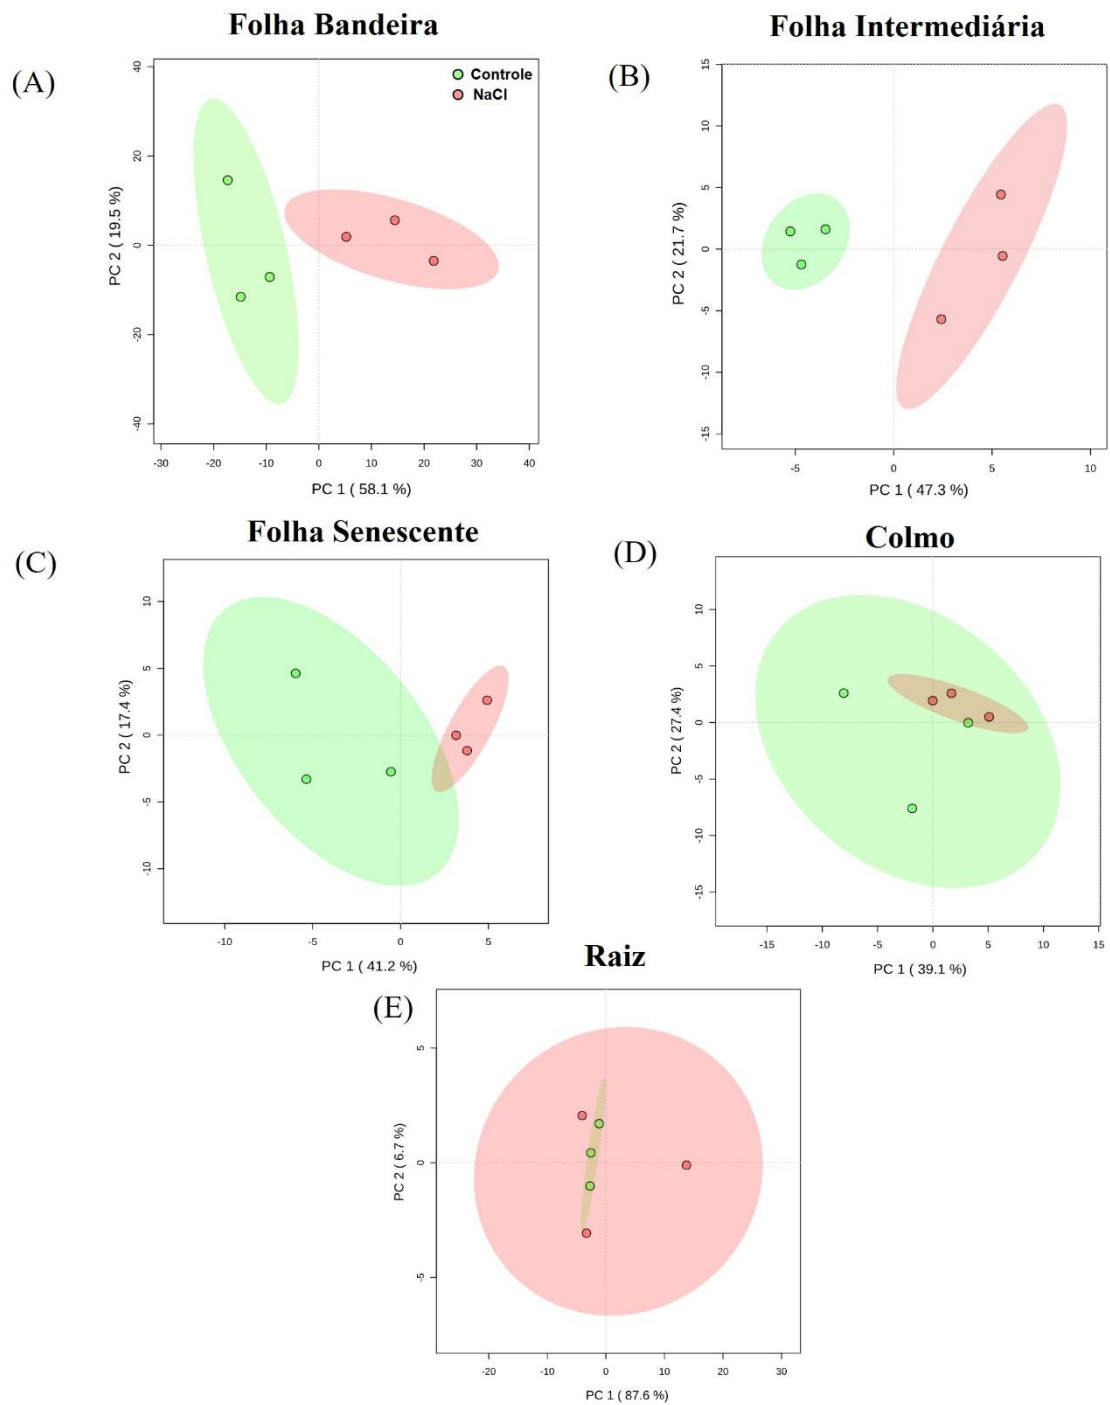 Folha Bandeira
(A)
Controle
NaCl
40
20
0
-20
-40
PC 2 ( 19.5 %)
-30 -20 -10 0 10 20 30 40
PC 1 ( 58.1 %)
Folha Intermediária
(B)
15
10
5
0
-5
-10
-15
PC 2 ( 21.7 %)
-5 0 5 10
PC 1 ( 47.3 %)
Folha Senescente
(C)
10
5
0
-5
-10
PC 2 ( 17.4 %)
-10 -5 0 5
PC 1 ( 41.2 %)
Colmo
(D)
10
5
0
-5
-10
-15
PC 2 ( 27.4 %)
-15 -10 -5 0 5 10 15
PC 1 ( 39.1 %)
Raiz
(E)
5
0
-5
PC 2 ( 6.7 %)
-20 -10 0 10 20 30
PC 1 ( 87.6 %)